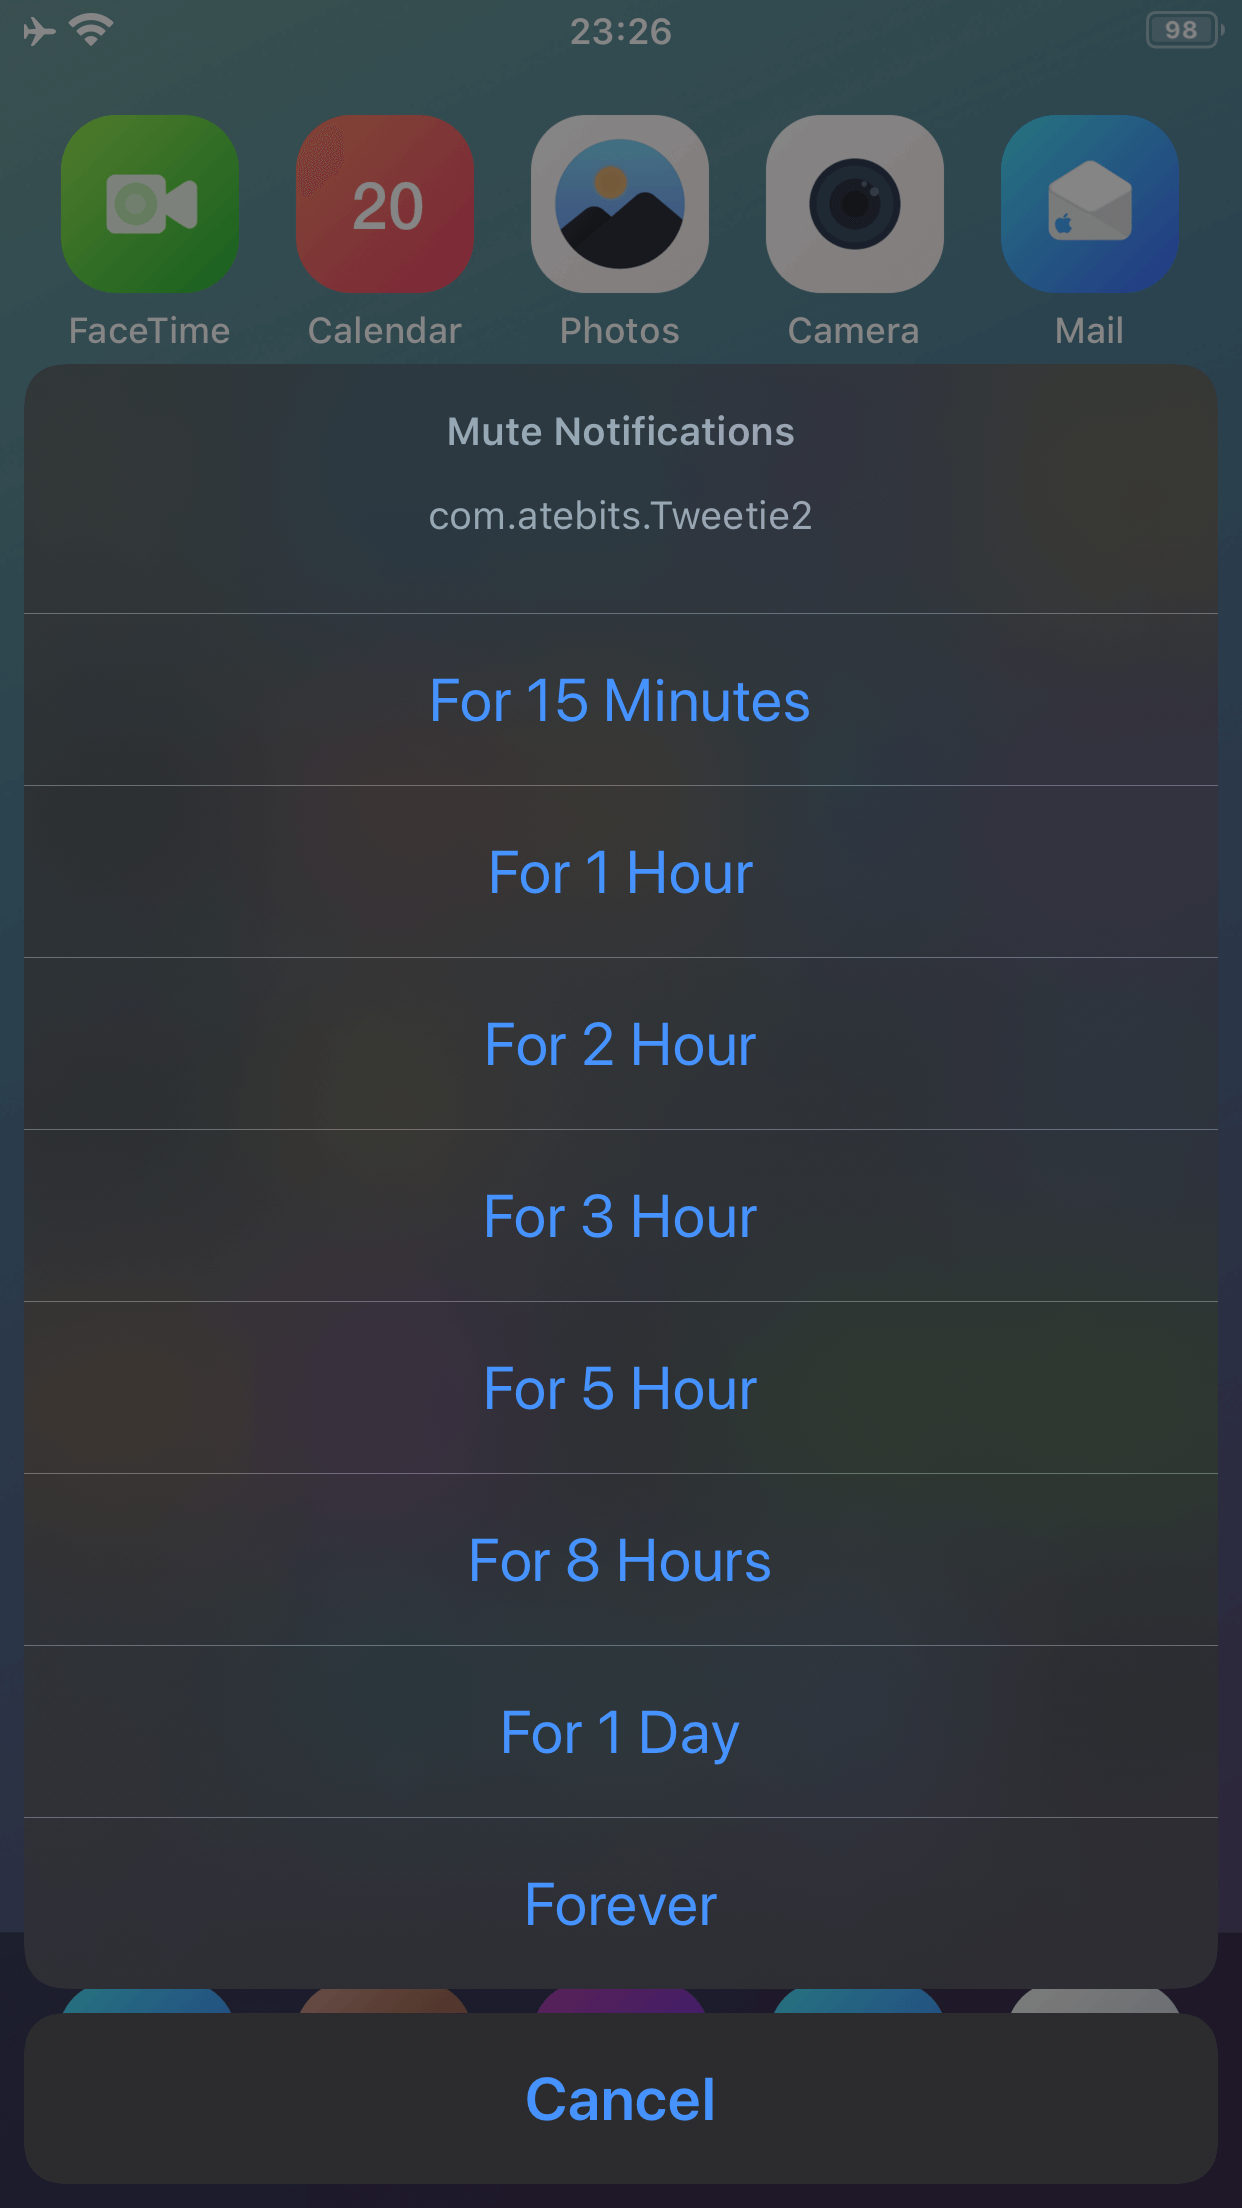 23:26
98
20
FaceTime Calendar Photos Camera Mail
Mute Notifications
com.atebits.Tweetie2
For 15 Minutes
For 1 Hour
For 2 Hour
For 3 Hour
For 5 Hour
For 8 Hours
For 1 Day
Forever
Cancel